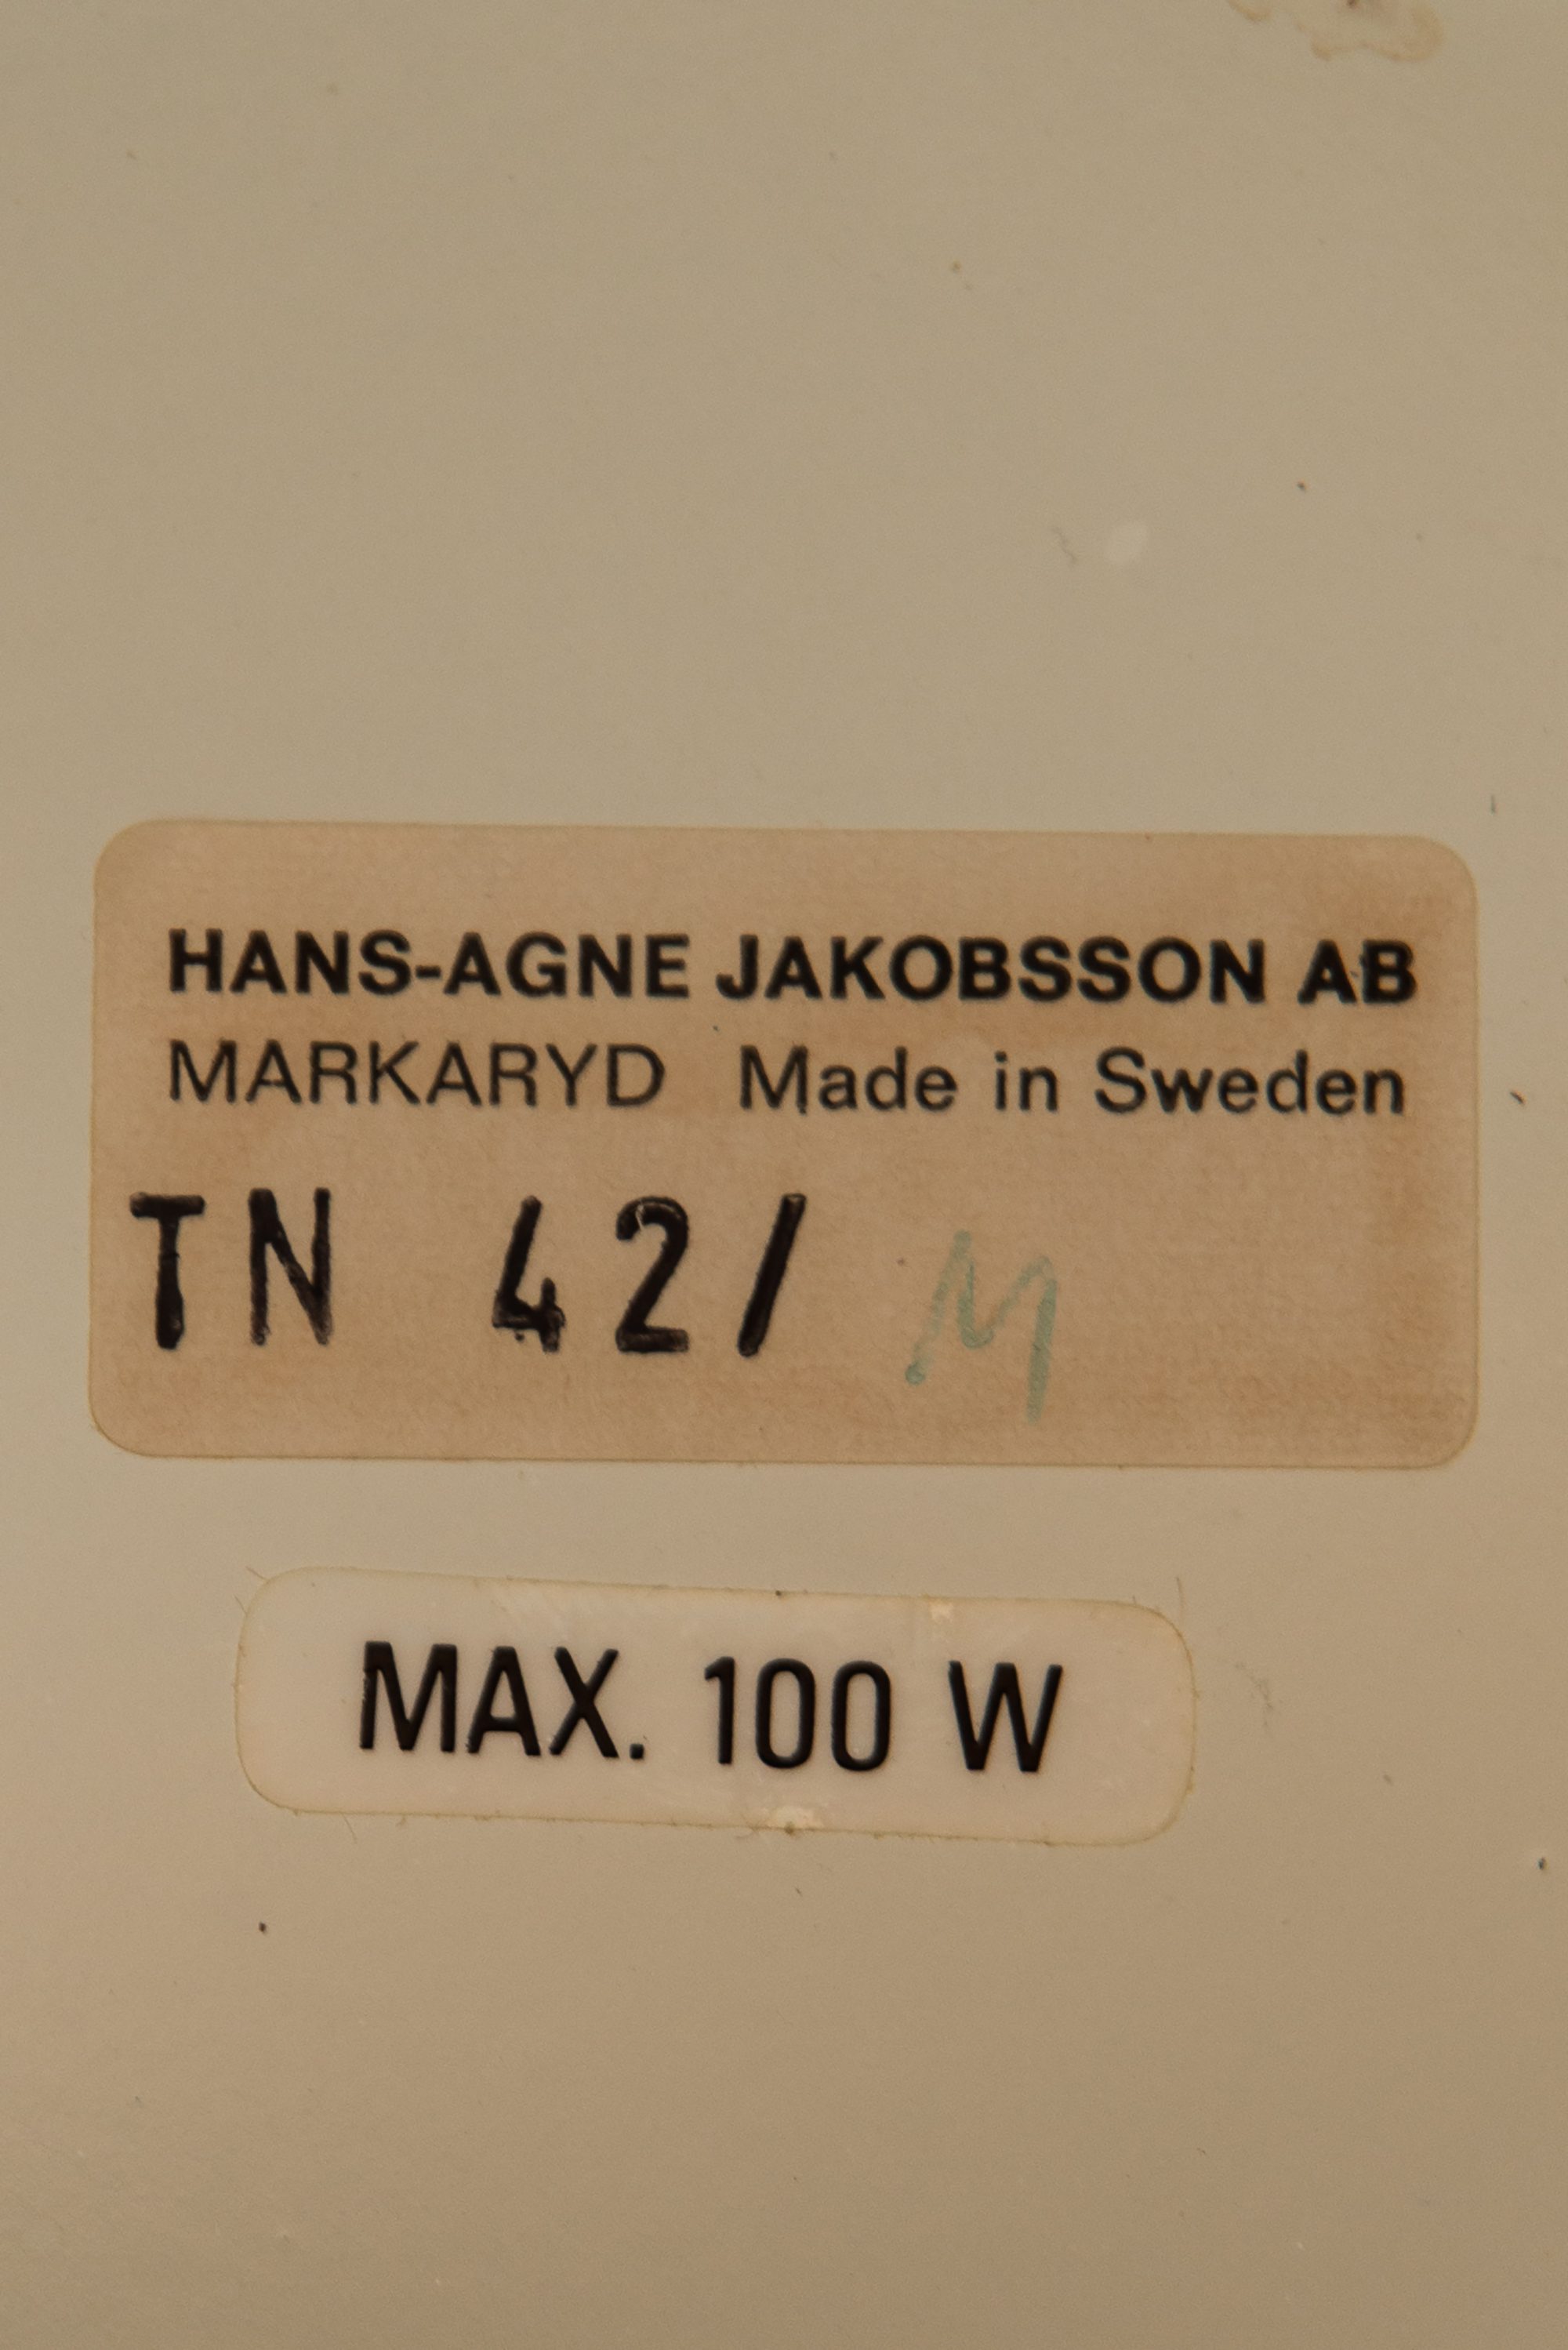 HANS-AGNE JAKOBSSON AB
MARKARYD Made in Sweden
TN 42/ M
MAX. 100 W